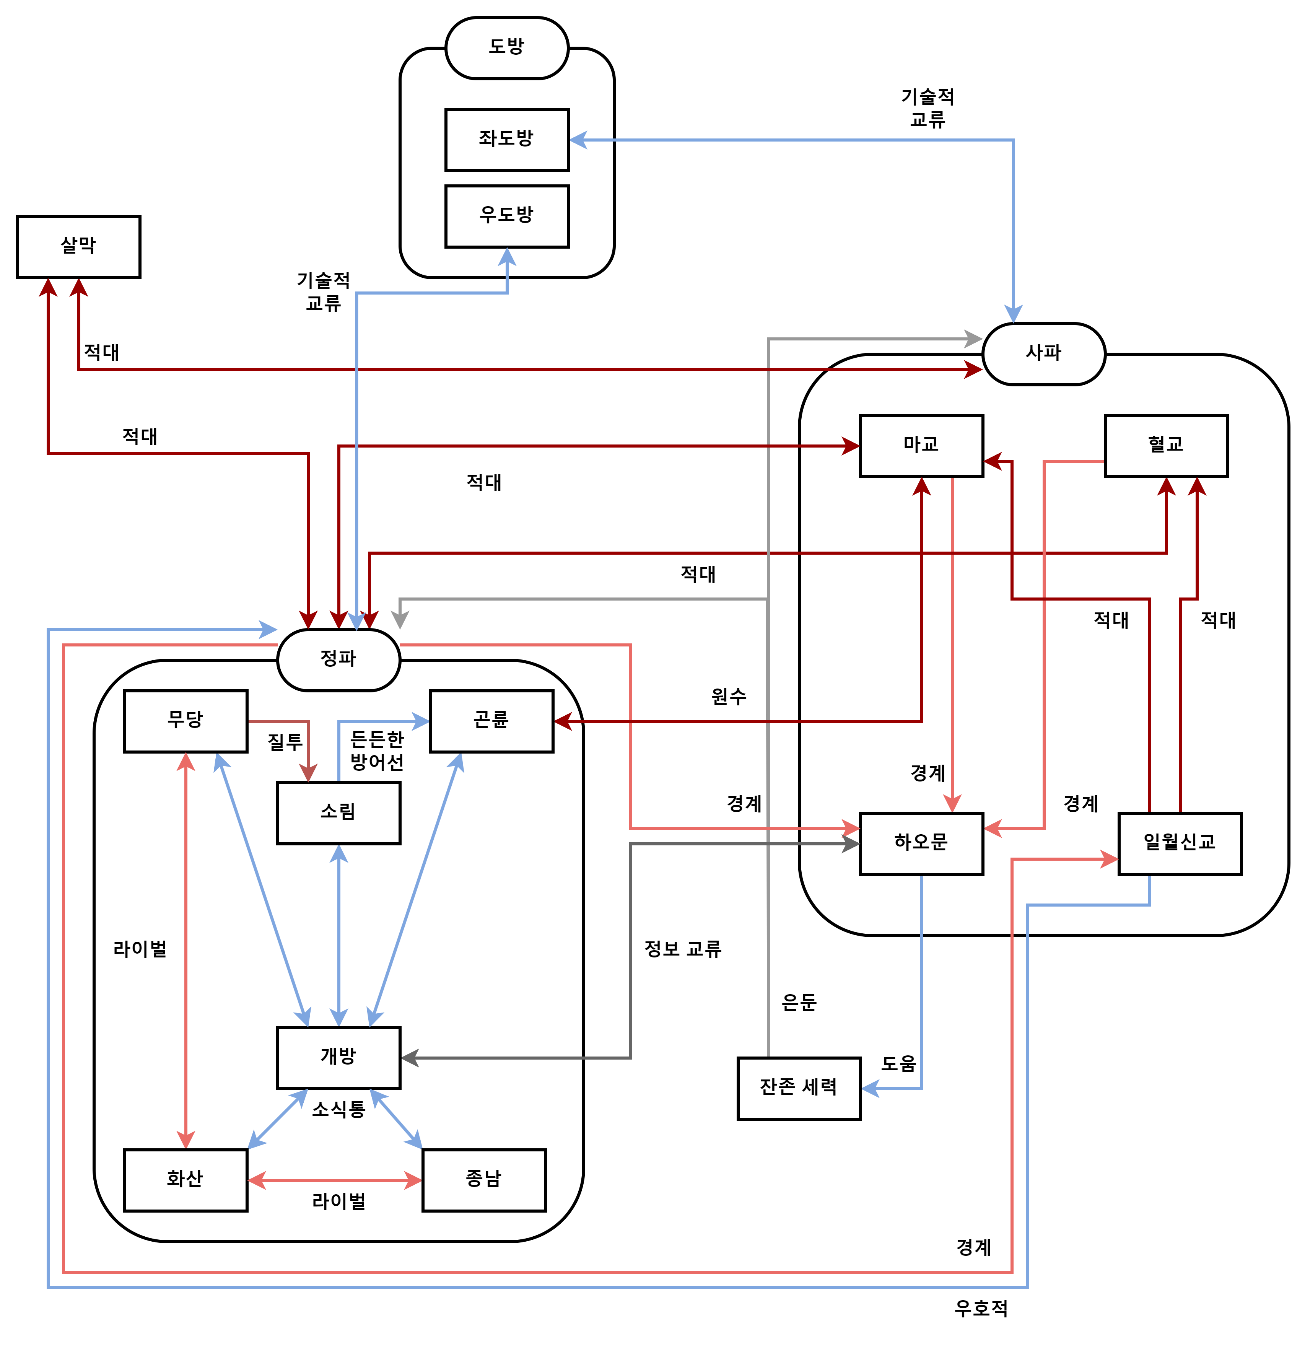 도방
좌도방
기술적
교류
우도방
살막
기술적
교류
적대
사파
적대
마교
혈교
적대
적대
적대
적대
정파
무당
질투
든든한
방어선
곤륜
원수
소림
경계
경계
경계
하오문
일월신교
라이벌
정보 교류
은둔
개방
도움
잔존 세력
소식통
화산
라이벌
종남
경계
우호적